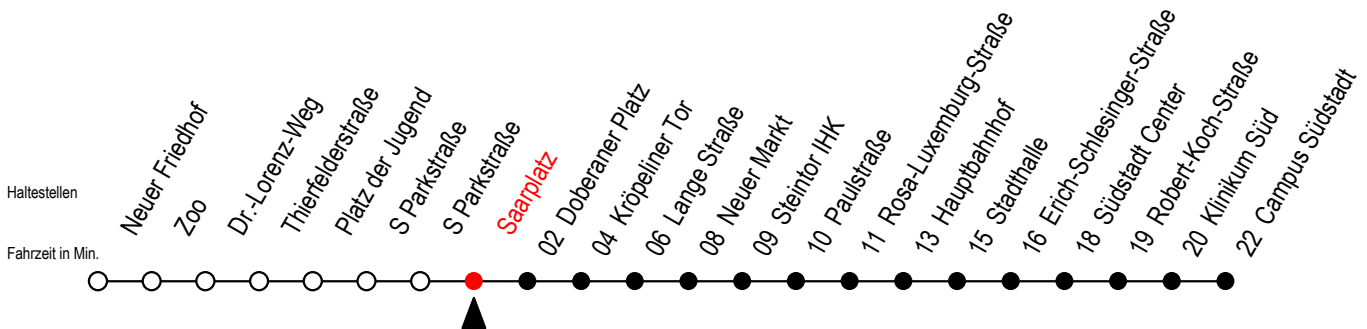 Haltestellen
Fahrzeit in Min.
Neuer Friedhof
Zoo
Dr.-Lorenz-Weg
Thierfelderstraße
Platz der Jugend
S Parkstraße
S Parkstraße
Saarplatz
02 Doberaner Platz
04 Kröpeliner Tor
06 Lange Straße
08 Neuer Markt
09 Steintor IHK
10 Paulstraße
11 Rosa-Luxemburg-Straße
13 Hauptbahnhof
15 Stadthalle
16 Erich-Schlesinger-Straße
18 Südstadt Center
19 Robert-Koch-Straße
20 Klinikum Süd
22 Campus Südstadt